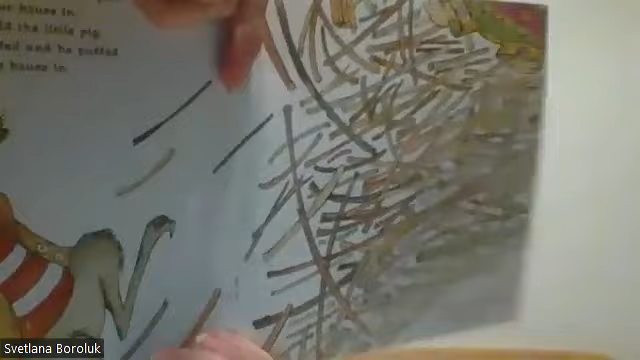 house in
the little pig
and he puffed
house in
Svetlana Boroluk